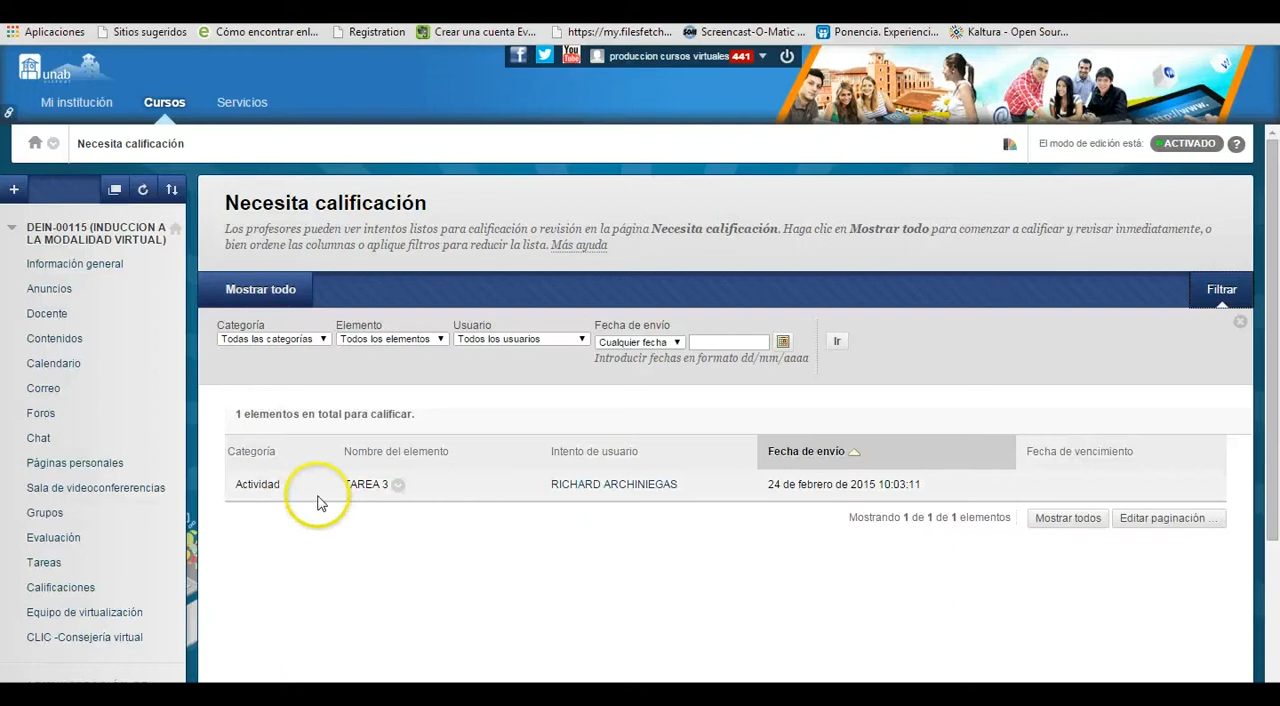 Aplicaciones Sitios sugeridos Cómo encontrar enl... Registration Crear una cuenta Ev... https://my.filesfetch... Screencast-O-Matic ... Ponencia. Experienci... Kaltura - Open Sour...
unab
produccion cursos virtuales 441
Mi institución Cursos Servicios
http://www.
Necesita calificación
El modo de edición está: ACTIVADO ?
DEIN-00115 (INDUCCION A
LA MODALIDAD VIRTUAL)
Información general
Anuncios
Docente
Contenidos
Calendario
Correo
Foros
Chat
Páginas personales
Sala de videoconfererencias
Grupos
Evaluación
Tareas
Calificaciones
Equipo de virtualización
CLIC -Consejería virtual
Necesita calificación
Los profesores pueden ver intentos listos para calificación o revisión en la página Necesita calificación. Haga clic en Mostrar todo para comenzar a calificar y revisar inmediatamente, o
bien ordene las columnas o aplique filtros para reducir la lista. Más ayuda
Mostrar todo Filtrar
Categoría Elemento Usuario Fecha de envío
Todas las categorías Todos los elementos Todos los usuarios Cualquier fecha Ir
Introducir fechas en formato dd/mm/aaaa
1 elementos en total para calificar.
Categoría Nombre del elemento Intento de usuario Fecha de envío Fecha de vencimiento
Actividad TAREA 3 RICHARD ARCHINIEGAS 24 de febrero de 2015 10:03:11
Mostrando 1 de 1 de 1 elementos Mostrar todos Editar paginación ...